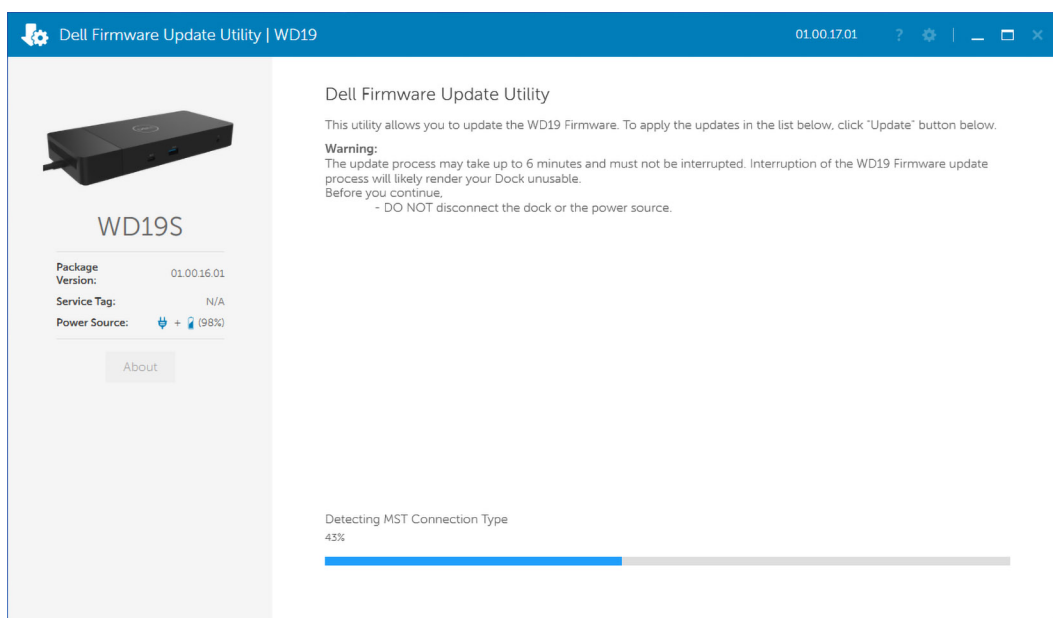 Dell Firmware Update Utility | WD19
01.00.17.01
?
Dell Firmware Update Utility
This utility allows you to update the WD19 Firmware. To apply the updates in the list below, click "Update" button below.
Warning:
The update process may take up to 6 minutes and must not be interrupted. Interruption of the WD19 Firmware update
process will likely render your Dock unusable.
Before you continue,
- DO NOT disconnect the dock or the power source.
WD19S
Package
Version:
01.00.16.01
Service Tag: N/A
Power Source: + (98%)
About
Detecting MST Connection Type
43%